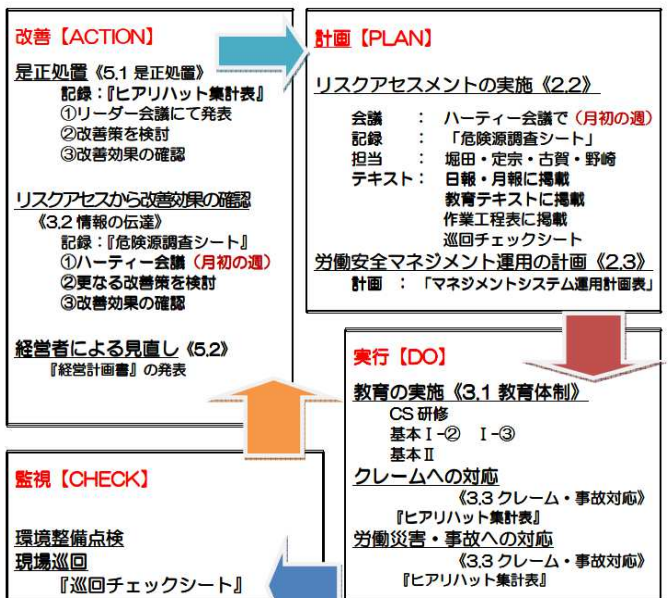 改善【ACTION】
是正処置《5.1 是正処置》
記録:『ヒアリハット集計表』
①リーダー会議にて発表
②改善策を検討
③改善効果の確認
リスクアセスから改善効果の確認
《3.2 情報の伝達》
記録:『危険源調査シート』
①ハーティー会議(月初の週)
②更なる改善策を検討
③改善効果の確認
経営者による見直し《5.2》
『経営計画書』の発表
計画【PLAN】
リスクアセスメントの実施《2.2》
会議 : ハーティー会議で(月初の週)
記録 : 「危険源調査シート」
担当 : 堀田・定宗・古賀・野崎
テキスト: 日報・月報に掲載
教育テキストに掲載
作業工程表に掲載
巡回チェックシート
労働安全マネジメント運用の計画《2.3》
計画 : 「マネジメントシステム運用計画表」
実行【DO】
教育の実施《3.1 教育体制》
CS 研修
基本Ⅰ-② Ⅰ-③
基本Ⅱ
クレームへの対応
《3.3 クレーム・事故対応》
『ヒアリハット集計表』
労働災害・事故への対応
《3.3 クレーム・事故対応》
『ヒアリハット集計表』
監視【CHECK】
環境整備点検
現場巡回
『巡回チェックシート』